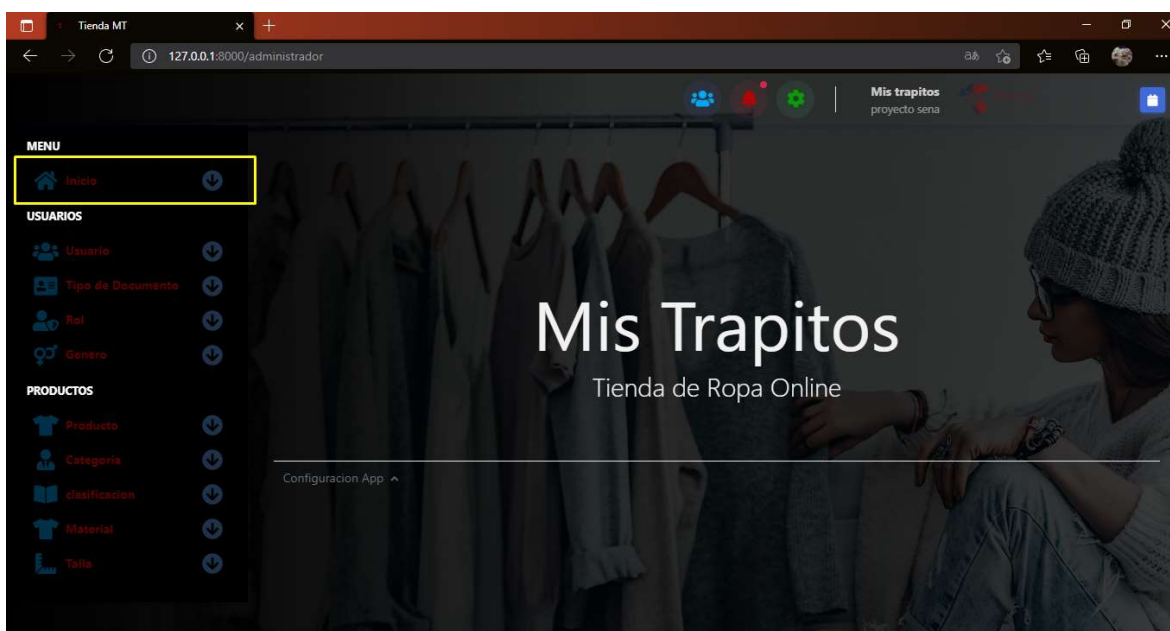 Tienda MT
127.0.0.1:8000/administrador
Mis trapitos
proyecto sena
MENU
Inicio
USUARIOS
Usuario
Tipo de Documento
Rol
Genero
PRODUCTOS
Producto
Categoria
clasificacion
Material
Talla
Mis Trapitos
Tienda de Ropa Online
Configuracion App